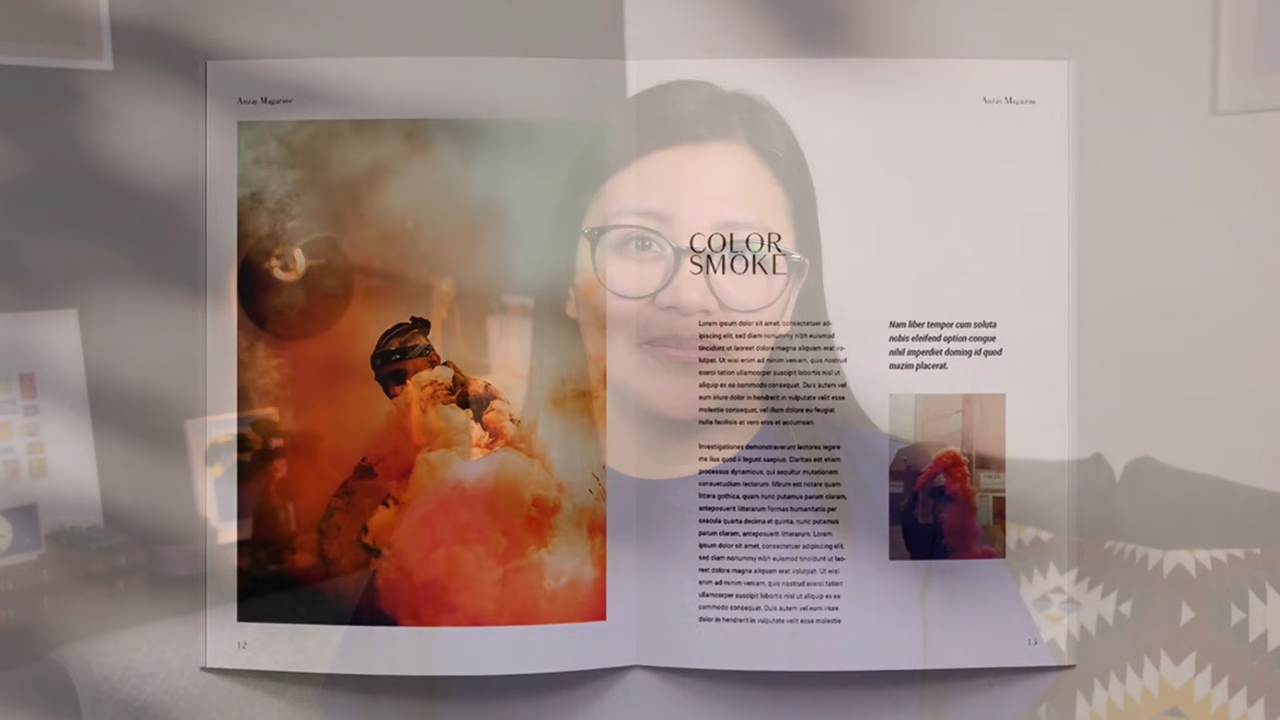 Anzay Magazine
Anzay Magazine
COLOR
SMOKE
Lorem ipsum dolor sit amet, consectetuer ad-
ipiscing elit, sed diam nonummy nibh euismod
tincidunt ut laoreet dolore magna aliquam erat vo-
lutpat. Ut wisi enim ad minim veniam, quis nostrud
exerci tation ullamcorper suscipit lobortis nisl ut
aliquip ex ea commodo consequat. Duis autem vel
eum iriure dolor in hendrerit in vulputate velit esse
molestie consequat, vel illum dolore eu feugiat
nulla facilisis at vero eros et accumsan.
Investigationes demonstraverunt lectores legere
me lius quod ii legunt saepius. Claritas est etiam
processus dynamicus, qui sequitur mutationem
consuetudium lectorum. Mirum est notare quam
littera gothica, quam nunc putamus parum claram,
anteposuerit litterarum formas humanitatis per
seacula quarta decima et quinta, nunc putamus
parum claram, anteposuerit litterarum. Lorem
ipsum dolor sit amet, consectetuer adipiscing elit,
sed diam nonummy nibh euismod tincidunt ut lao-
reet dolore magna aliquam erat volutpat. Ut wisi
enim ad minim veniam, quis nostrud exerci tation
ullamcorper suscipit lobortis nisl ut aliquip ex ea
commodo consequat. Duis autem vel eum iriure
dolor in hendrerit in vulputate velit esse molestie
Nam liber tempor cum soluta
nobis eleifend option congue
nihil imperdiet doming id quod
mazim placerat.
12
13